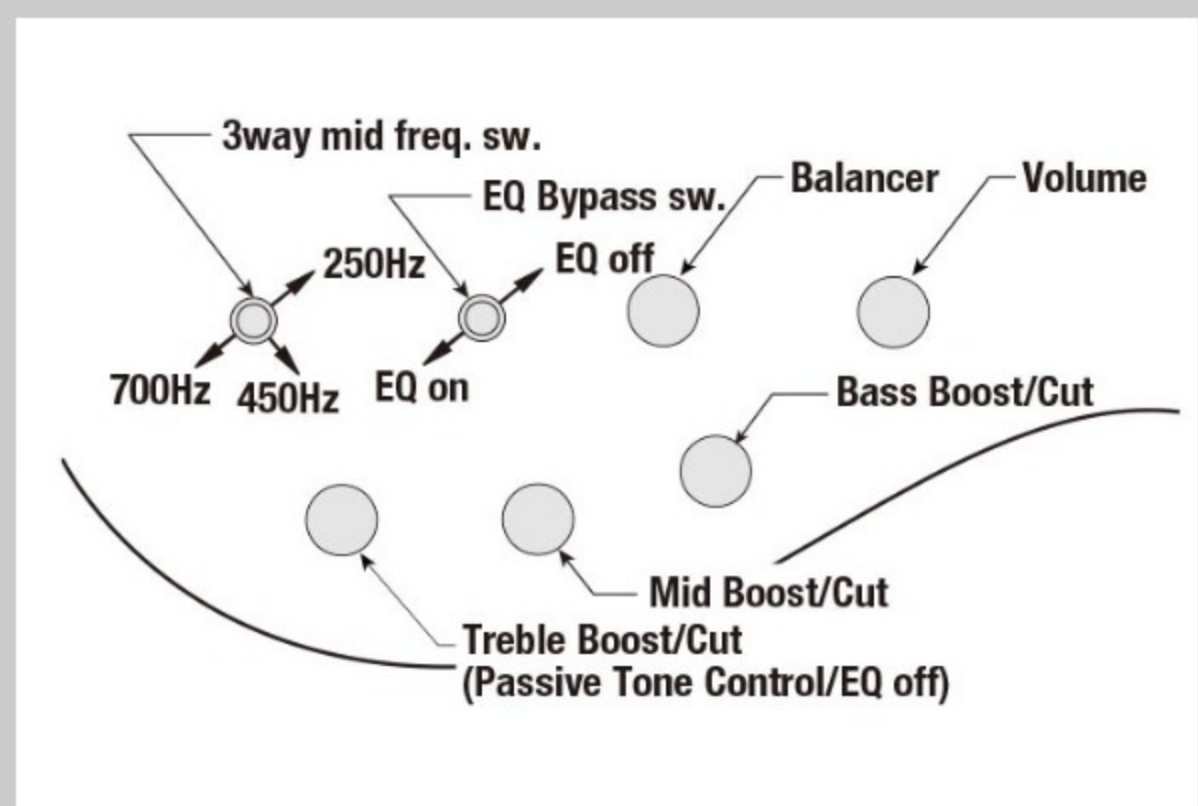 3way mid freq. sw.
EQ Bypass sw.
Balancer
Volume
250Hz
EQ off
700Hz
450Hz
EQ on
Bass Boost/Cut
Mid Boost/Cut
Treble Boost/Cut
(Passive Tone Control/EQ off)